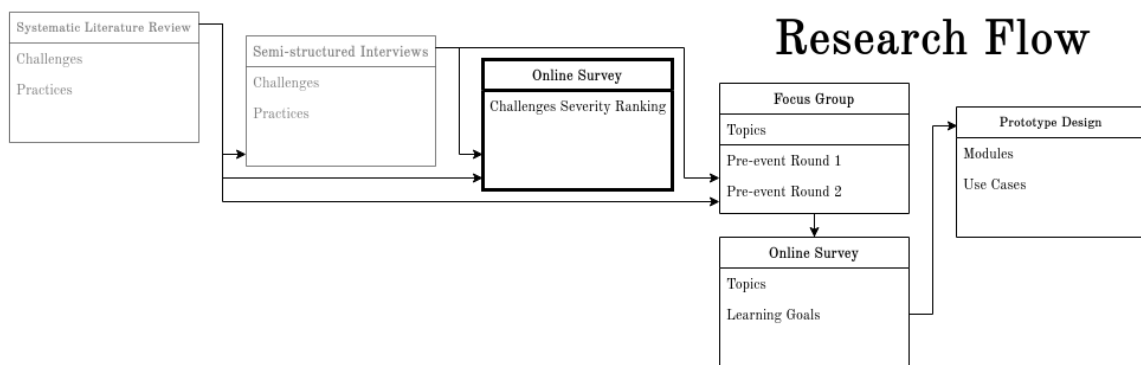 Research Flow
Systematic Literature Review
Challenges
Practices
Semi-structured Interviews
Challenges
Practices
Online Survey
Challenges Severity Ranking
Focus Group
Topics
Pre-event Round 1
Pre-event Round 2
Online Survey
Topics
Learning Goals
Prototype Design
Modules
Use Cases